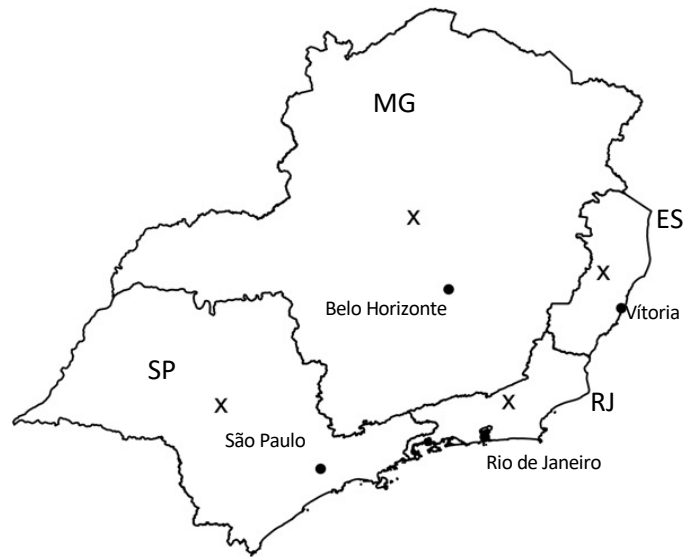 MG
X
ES
X
Belo Horizonte
Vítoria
SP
X
X
RJ
São Paulo
Rio de Janeiro